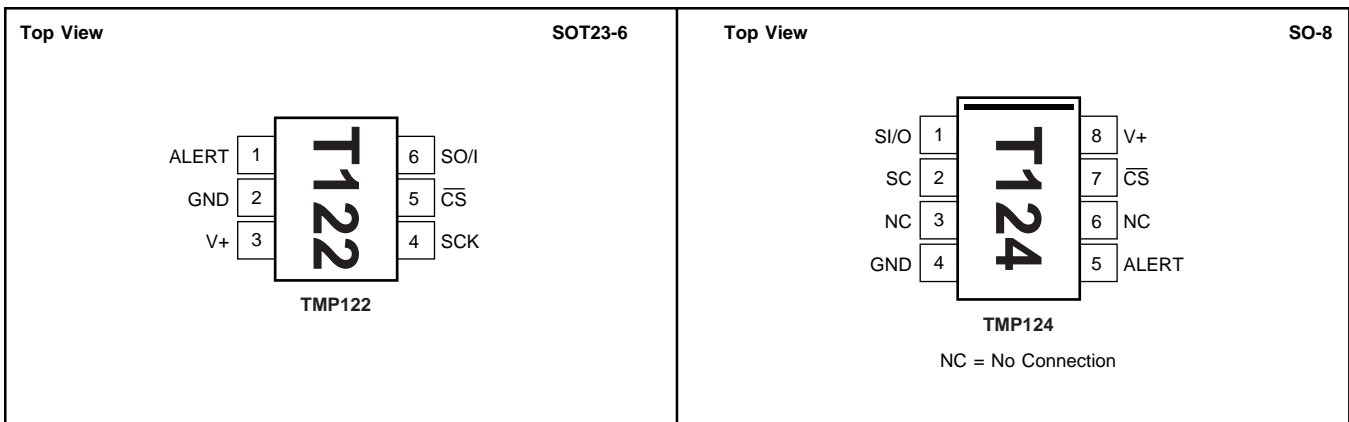 Top View SOT23-6
ALERT 1 6 SO/I
GND 2 5 C̅S̅
V+ 3 4 SCK
T122
TMP122
Top View SO-8
SI/O 1 8 V+
SC 2 7 C̅S̅
NC 3 6 NC
GND 4 5 ALERT
T124
TMP124
NC = No Connection